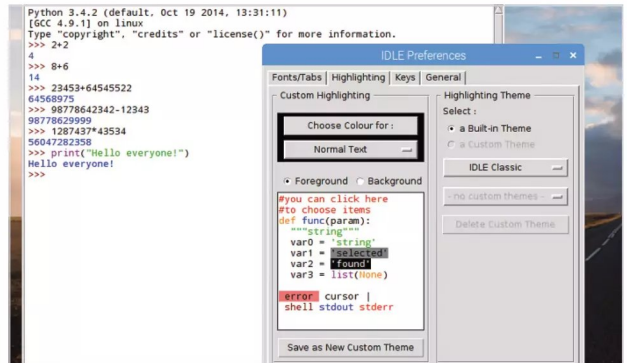 Python 3.4.2 (default, Oct 19 2014, 13:31:11)
[GCC 4.9.1] on linux
Type "copyright", "credits" or "license()" for more information.
>>> 2+2
4
>>> 8+6
14
>>> 23453+64545522
64568975
>>> 98778642342-12343
98778629999
>>> 1287437*43534
56047282358
>>> print("Hello everyone!")
Hello everyone!
>>>
IDLE Preferences
Fonts/Tabs Highlighting Keys General
Custom Highlighting
Choose Colour for :
Normal Text
Foreground Background
#you can click here
#to choose items
def func(param):
"""string"""
var0 = 'string'
var1 = 'selected'
var2 = 'found'
var3 = list(None)
error cursor |
shell stdout stderr
Save as New Custom Theme
Highlighting Theme
Select :
a Built-in Theme
a Custom Theme
IDLE Classic
- no custom themes -
Delete Custom Theme